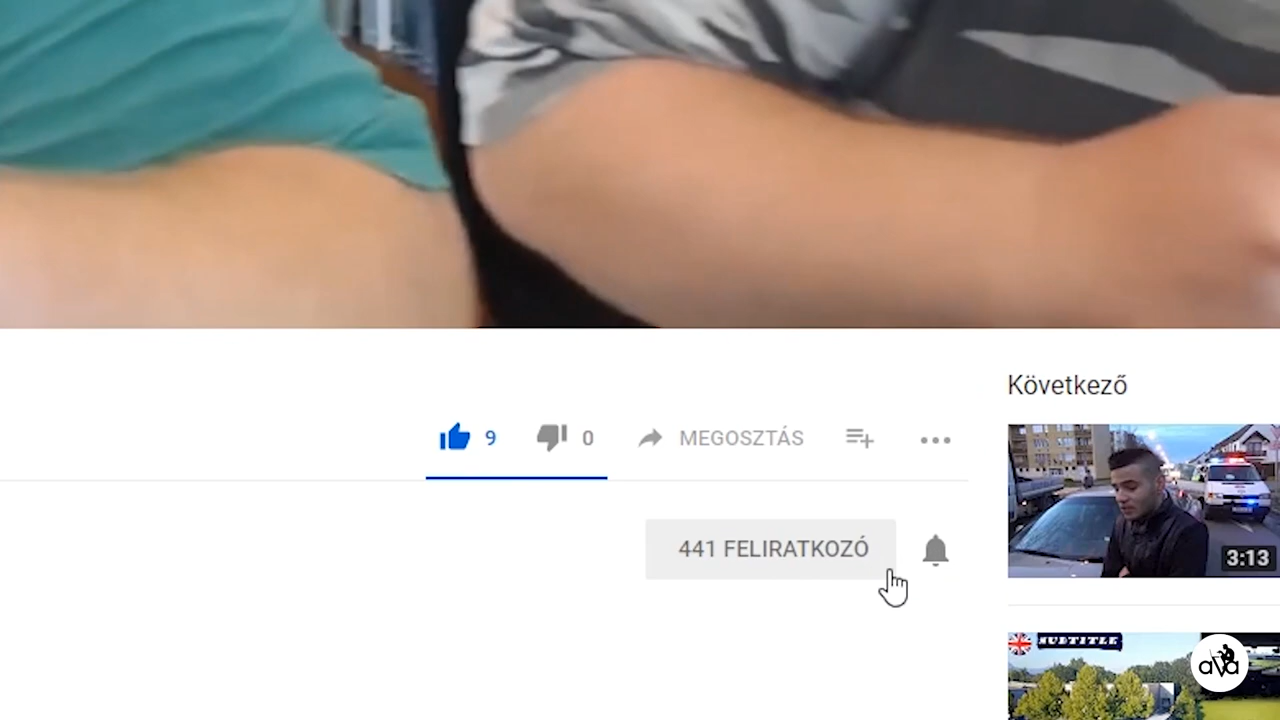 Következő
9
0
MEGOSZTÁS
3:13
441 FELIRATKOZÓ
SUBTITLE
aVa